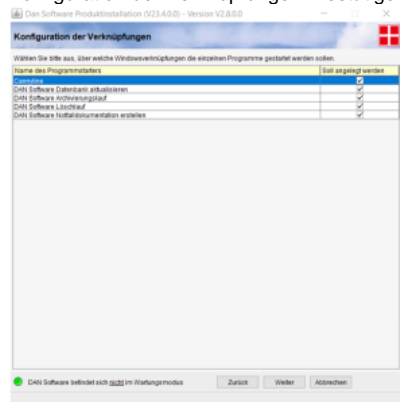 Dan Software Produktinstallation (V23.4.0.0) - Version V2.8.0.0
Konfiguration der Verknüpfungen
Wählen Sie bitte aus, über welche Windowsverknüpfungen die einzelnen Programme gestartet werden sollen.
Name des Programmstarters Soll angelegt werden
DAN Software Datenbank aktualisieren
DAN Software Archivierungslauf
DAN Software Löschlauf
DAN Software Notfalldokumentation erstellen
DAN Software befindet sich nicht im Wartungsmodus
Zurück Weiter Abbrechen